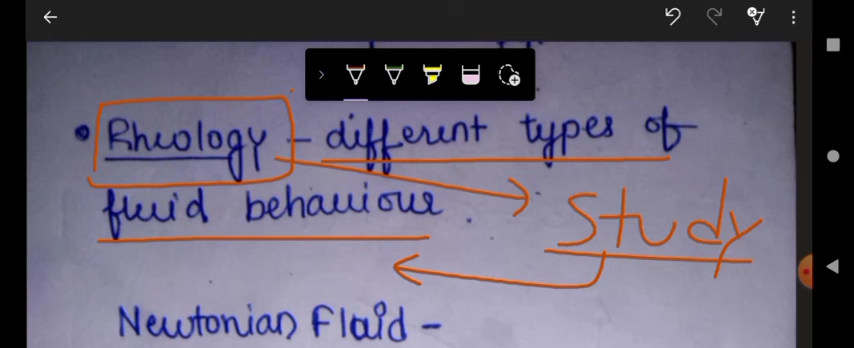 • Rheology - different types of
fluid behaviour.
Study
Newtonian Fluid -